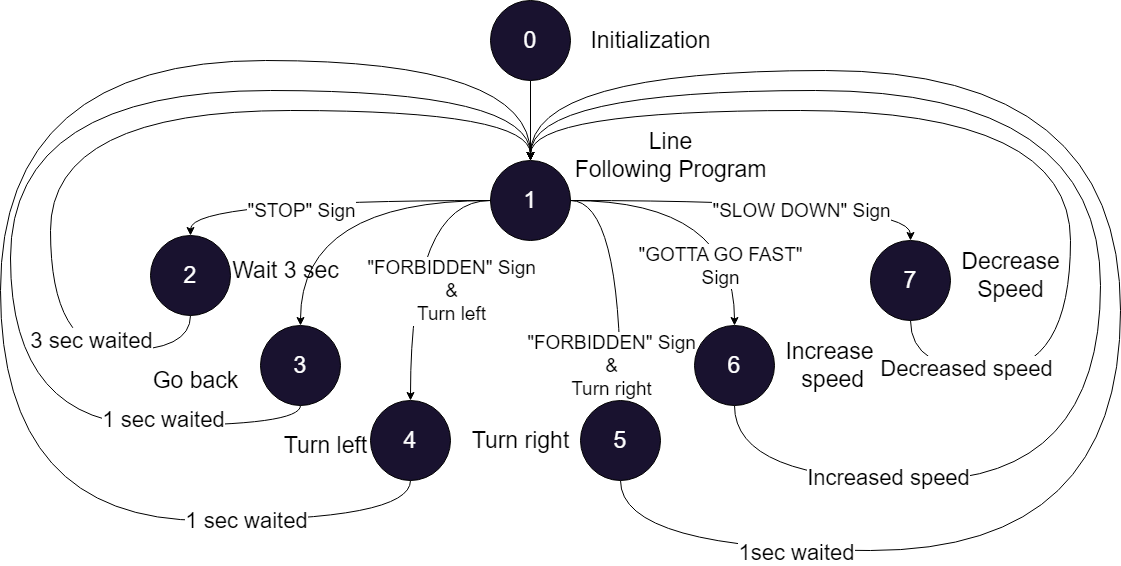 0
Initialization
Line
Following Program
1
"STOP" Sign
"SLOW DOWN" Sign
2
Wait 3 sec
"FORBIDDEN" Sign
&
Turn left
"GOTTA GO FAST"
Sign
7
Decrease
Speed
3 sec waited
3
Go back
"FORBIDDEN" Sign
&
Turn right
6
Increase
speed
Decreased speed
1 sec waited
Turn left
4
Turn right
5
Increased speed
1 sec waited
1sec waited